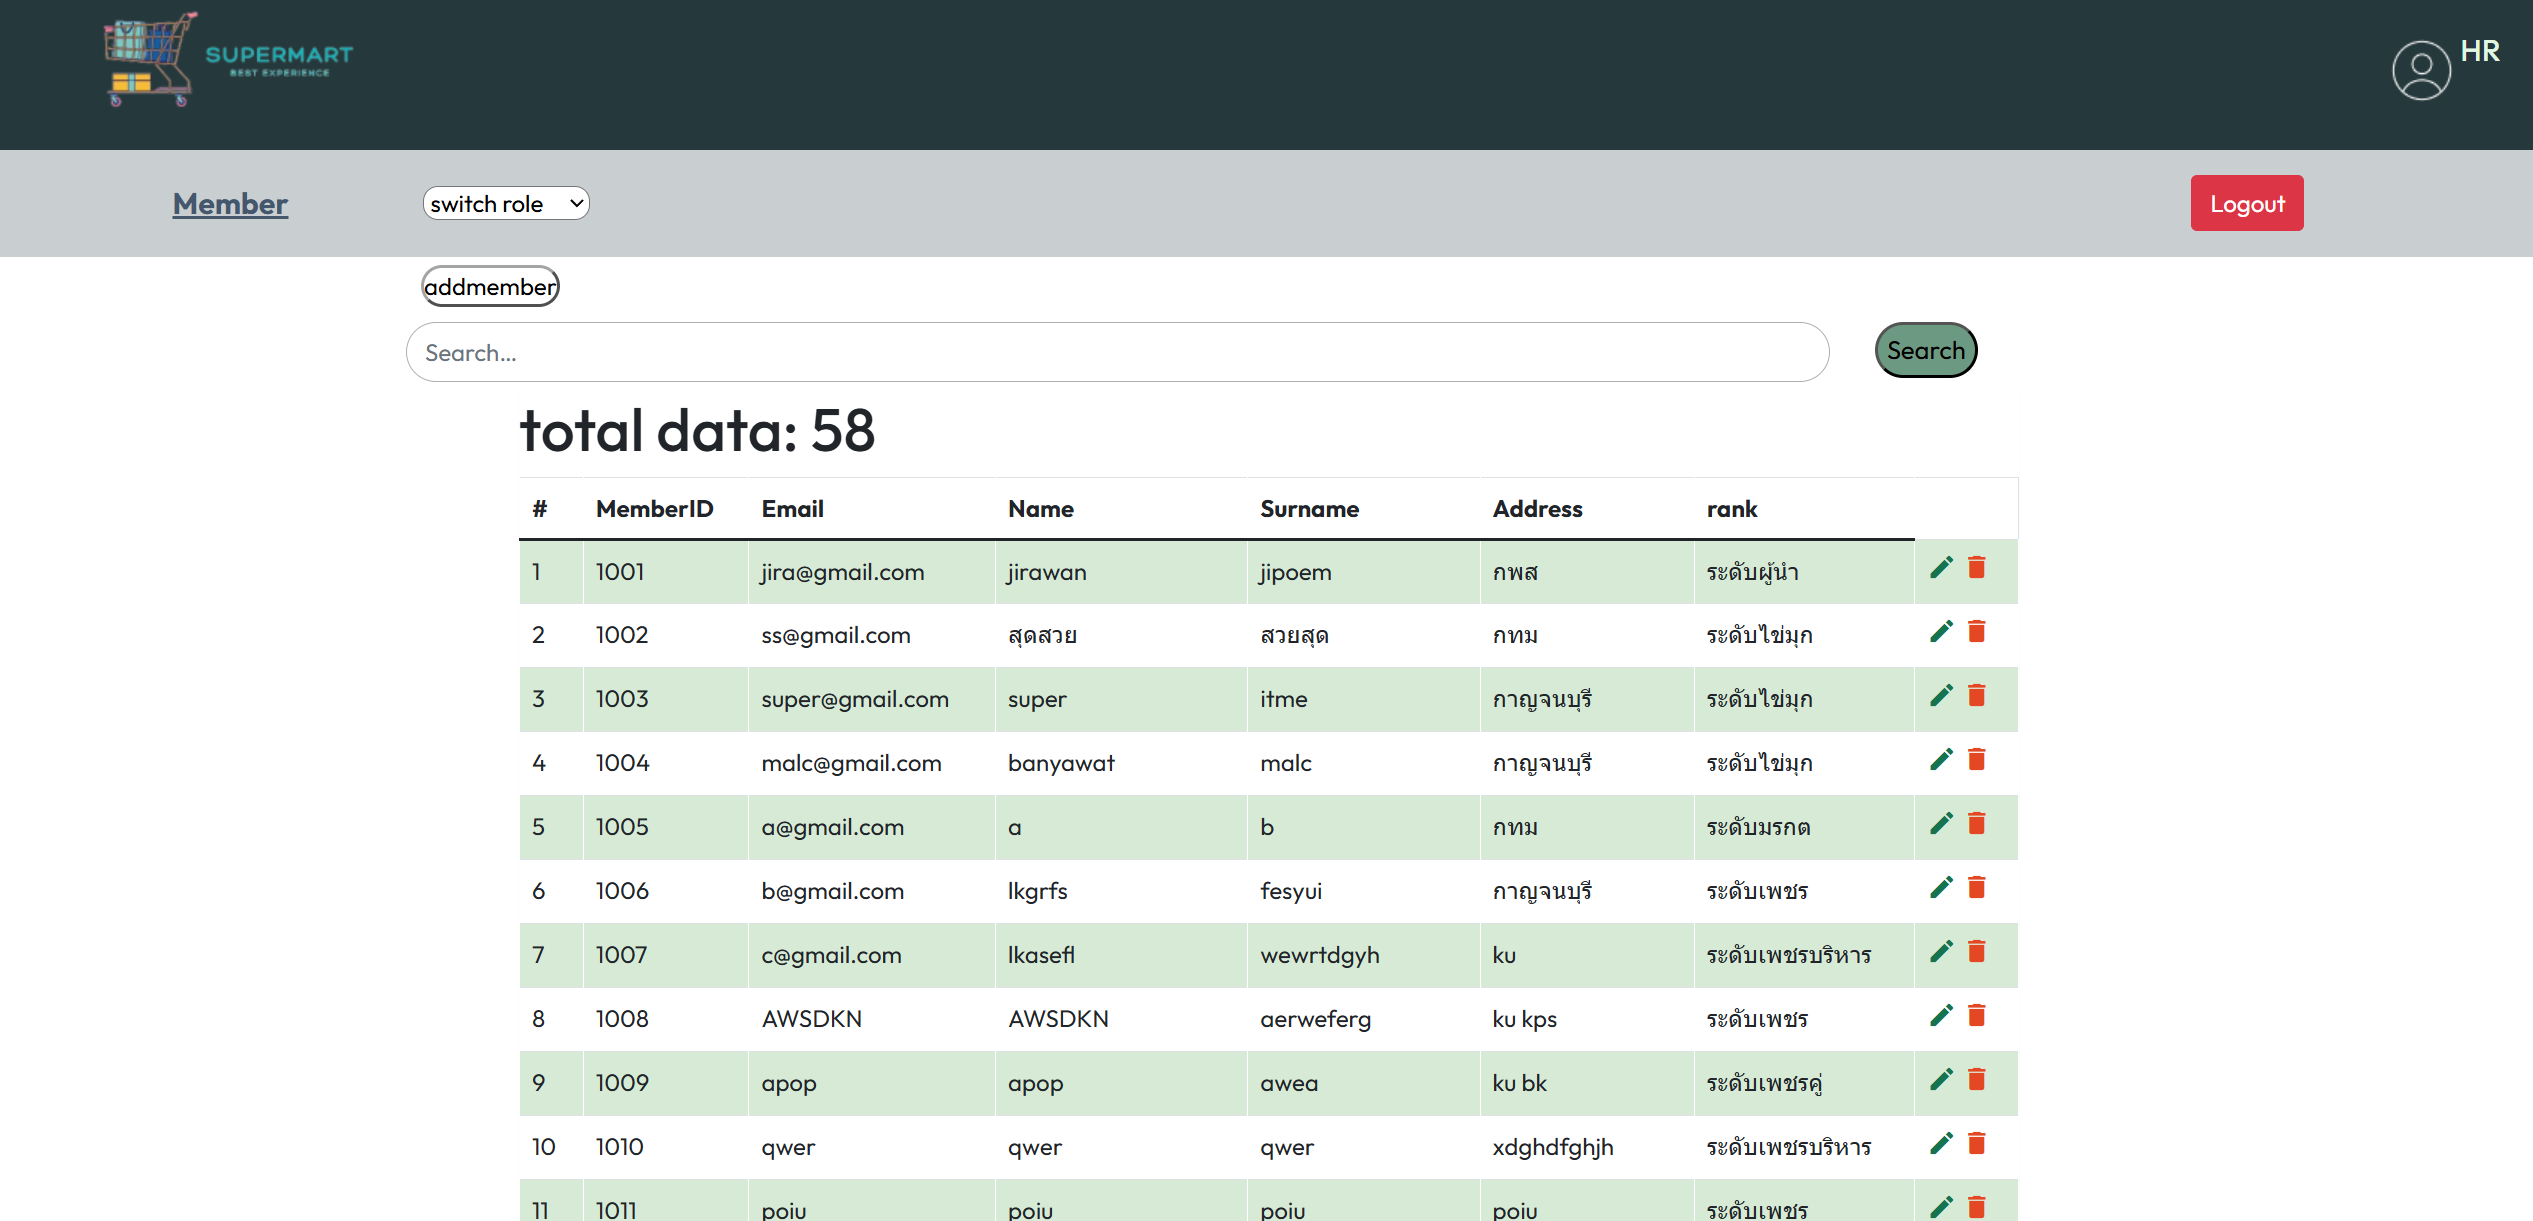 SUPERMART
BEST EXPERIENCE
HR
Member switch role Logout
addmember
Search... Search
total data: 58
# MemberID Email Name Surname Address rank
1 1001 jira@gmail.com jirawan jipoem กพส ระดับผู้นำ
2 1002 ss@gmail.com สุดสวย สวยสุด กทม ระดับไข่มุก
3 1003 super@gmail.com super itme กาญจนบุรี ระดับไข่มุก
4 1004 malc@gmail.com banyawat malc กาญจนบุรี ระดับไข่มุก
5 1005 a@gmail.com a b กทม ระดับมรกต
6 1006 b@gmail.com lkgrfs fesyui กาญจนบุรี ระดับเพชร
7 1007 c@gmail.com lkasefl wewrtdgyh ku ระดับเพชรบริหาร
8 1008 AWSDKN AWSDKN aerweferg ku kps ระดับเพชร
9 1009 apop apop awea ku bk ระดับเพชรคู่
10 1010 qwer qwer qwer xdghdfghjh ระดับเพชรบริหาร
11 1011 poiu poiu poiu poiu ระดับเพชร